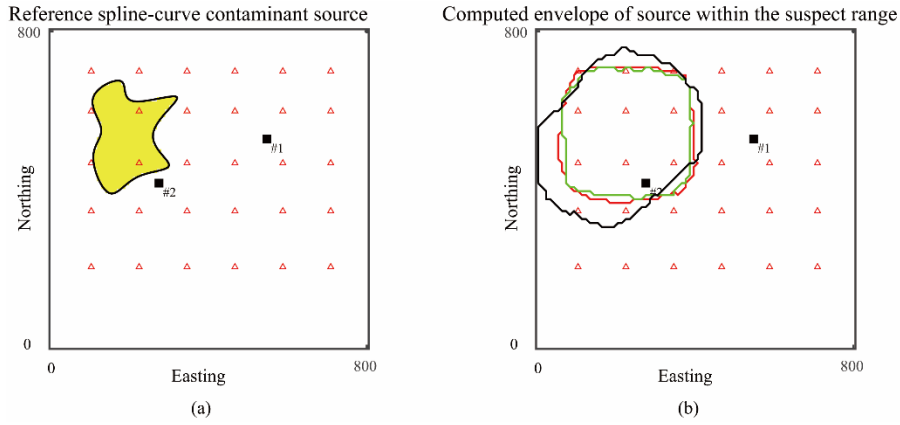 Reference spline-curve contaminant source
800
#1
#2
Northing
0
0
800
Easting
(a)
Computed envelope of source within the suspect range
800
#1
#2
Northing
0
0
800
Easting
(b)